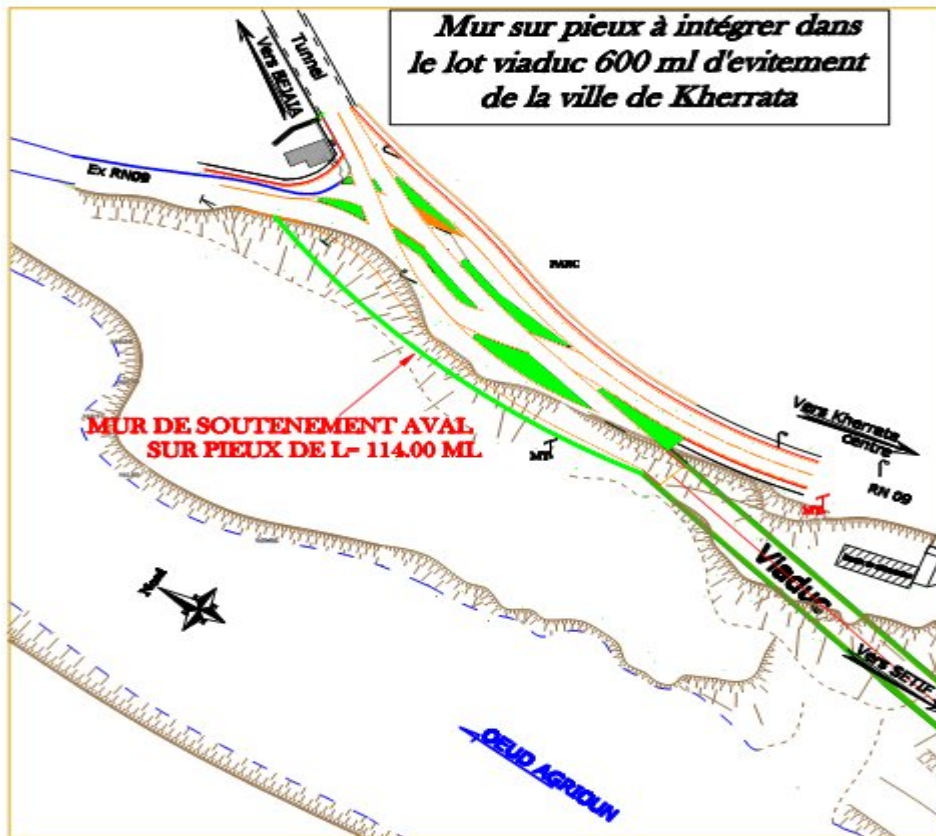 Mur sur pieux à intégrer dans
le lot viaduc 600 ml d'evitement
de la ville de Kherrata
Tunnel
Vers BEJAIA
Ex RN09
PARC
MUR DE SOUTENEMENT AVAL
SUR PIEUX DE L= 114.00 ML
Vers Kherrata
centre
RN 09
Viaduc
Vers SETIF
Nord
OEUD AGRIOUN